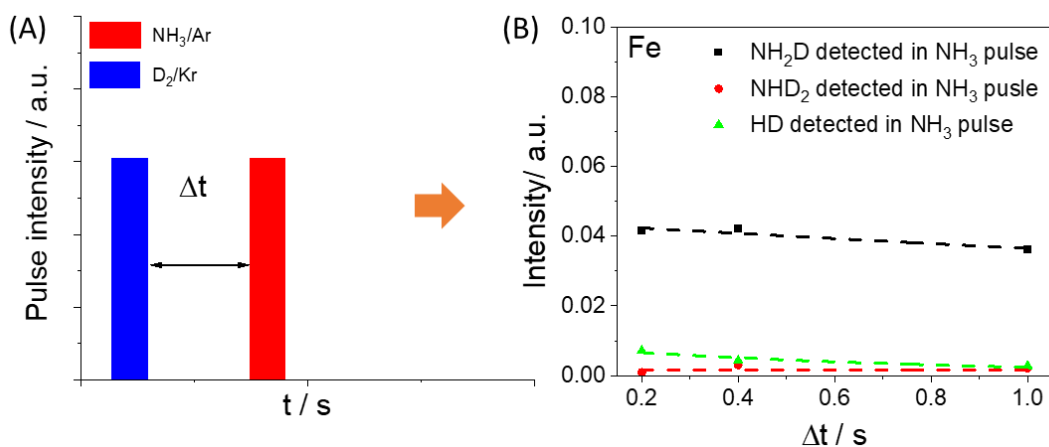 (A)
NH₃/Ar
D₂/Kr
Δt
Pulse intensity / a.u.
t / s
(B)
Fe
NH₂D detected in NH₃ pulse
NHD₂ detected in NH₃ pusle
HD detected in NH₃ pulse
Intensity/ a.u.
0.10
0.08
0.06
0.04
0.02
0.00
0.2 0.4 0.6 0.8 1.0
Δt / s